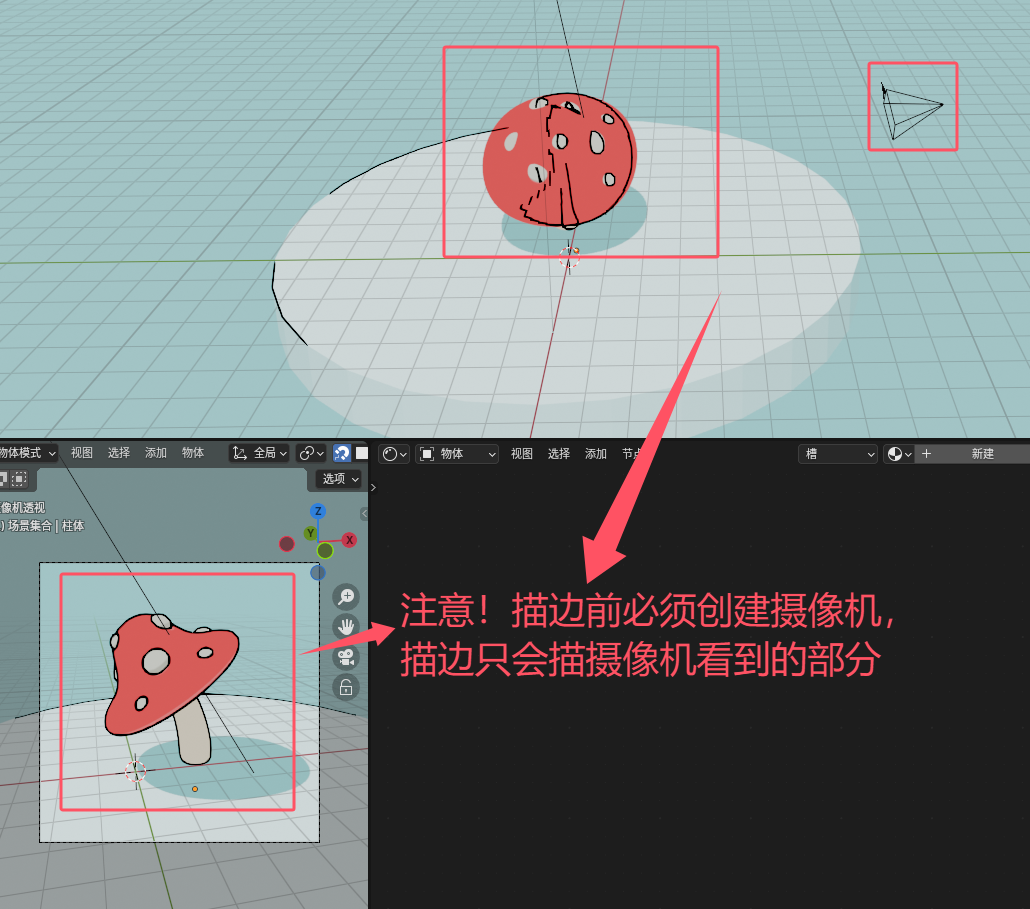 物体模式 视图 选择 添加 物体 全局
选项
物体 视图 选择 添加 节点 槽 新建
像机透视
) 场景集合 | 柱体
Z
Y
X
注意！描边前必须创建摄像机，
描边只会描摄像机看到的部分